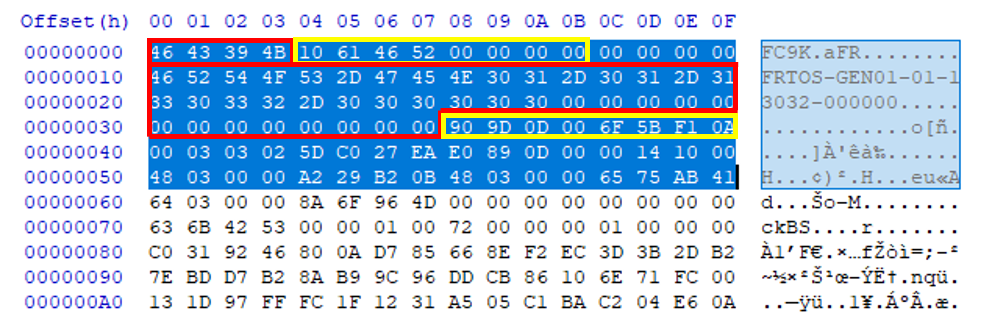 Offset(h) 00 01 02 03 04 05 06 07 08 09 0A 0B 0C 0D 0E 0F
00000000 46 43 39 4B 10 61 46 52 00 00 00 00 00 00 00 00 FC9K.aFR........
00000010 46 52 54 4F 53 2D 47 45 4E 30 31 2D 30 31 2D 31 FRTOS-GEN01-01-1
00000020 33 30 33 32 2D 30 30 30 30 30 30 00 00 00 00 00 3032-000000.....
00000030 00 00 00 00 00 00 00 00 90 9D 0D 00 6F 5B F1 0A ............o[ñ.
00000040 00 03 03 02 5D C0 27 EA E0 89 0D 00 00 14 10 00 ....]À'êà‰......
00000050 48 03 00 00 A2 29 B2 0B 48 03 00 00 65 75 AB 41 H...¢)².H...eu«A
00000060 64 03 00 00 8A 6F 96 4D 00 00 00 00 00 00 00 00 d...Šo–M........
00000070 63 6B 42 53 00 00 01 00 72 00 00 00 01 00 00 00 ckBS....r.......
00000080 C0 31 92 46 80 0A D7 85 66 8E F2 EC 3D 3B 2D B2 À1’F€.×…fŽòì=;-²
00000090 7E BD D7 B2 8A B9 9C 96 DD CB 86 10 6E 71 FC 00 ~½×²Š¹œ–ÝË†.nqü.
000000A0 13 1D 97 FF FC 1F 12 31 A5 05 C1 BA C2 04 E6 0A ..—ÿü..1¥.ÁºÂ.æ.